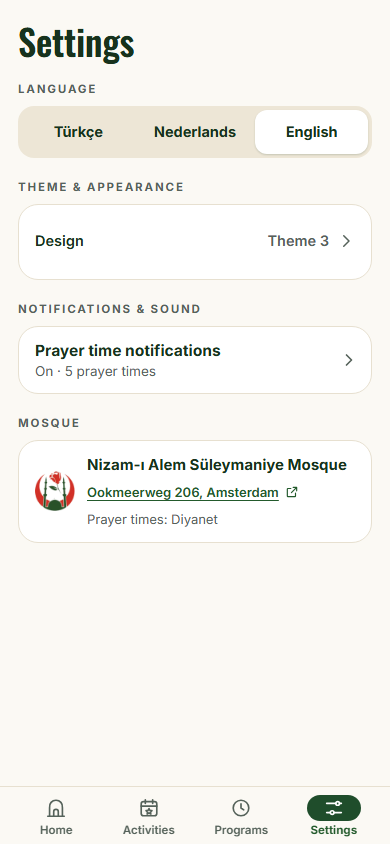 Settings
LANGUAGE
Türkçe Nederlands English
THEME & APPEARANCE
Design Theme 3
NOTIFICATIONS & SOUND
Prayer time notifications
On · 5 prayer times
MOSQUE
Nizam-ı Alem Süleymaniye Mosque
Ookmeerweg 206, Amsterdam
Prayer times: Diyanet
Home Activities Programs Settings